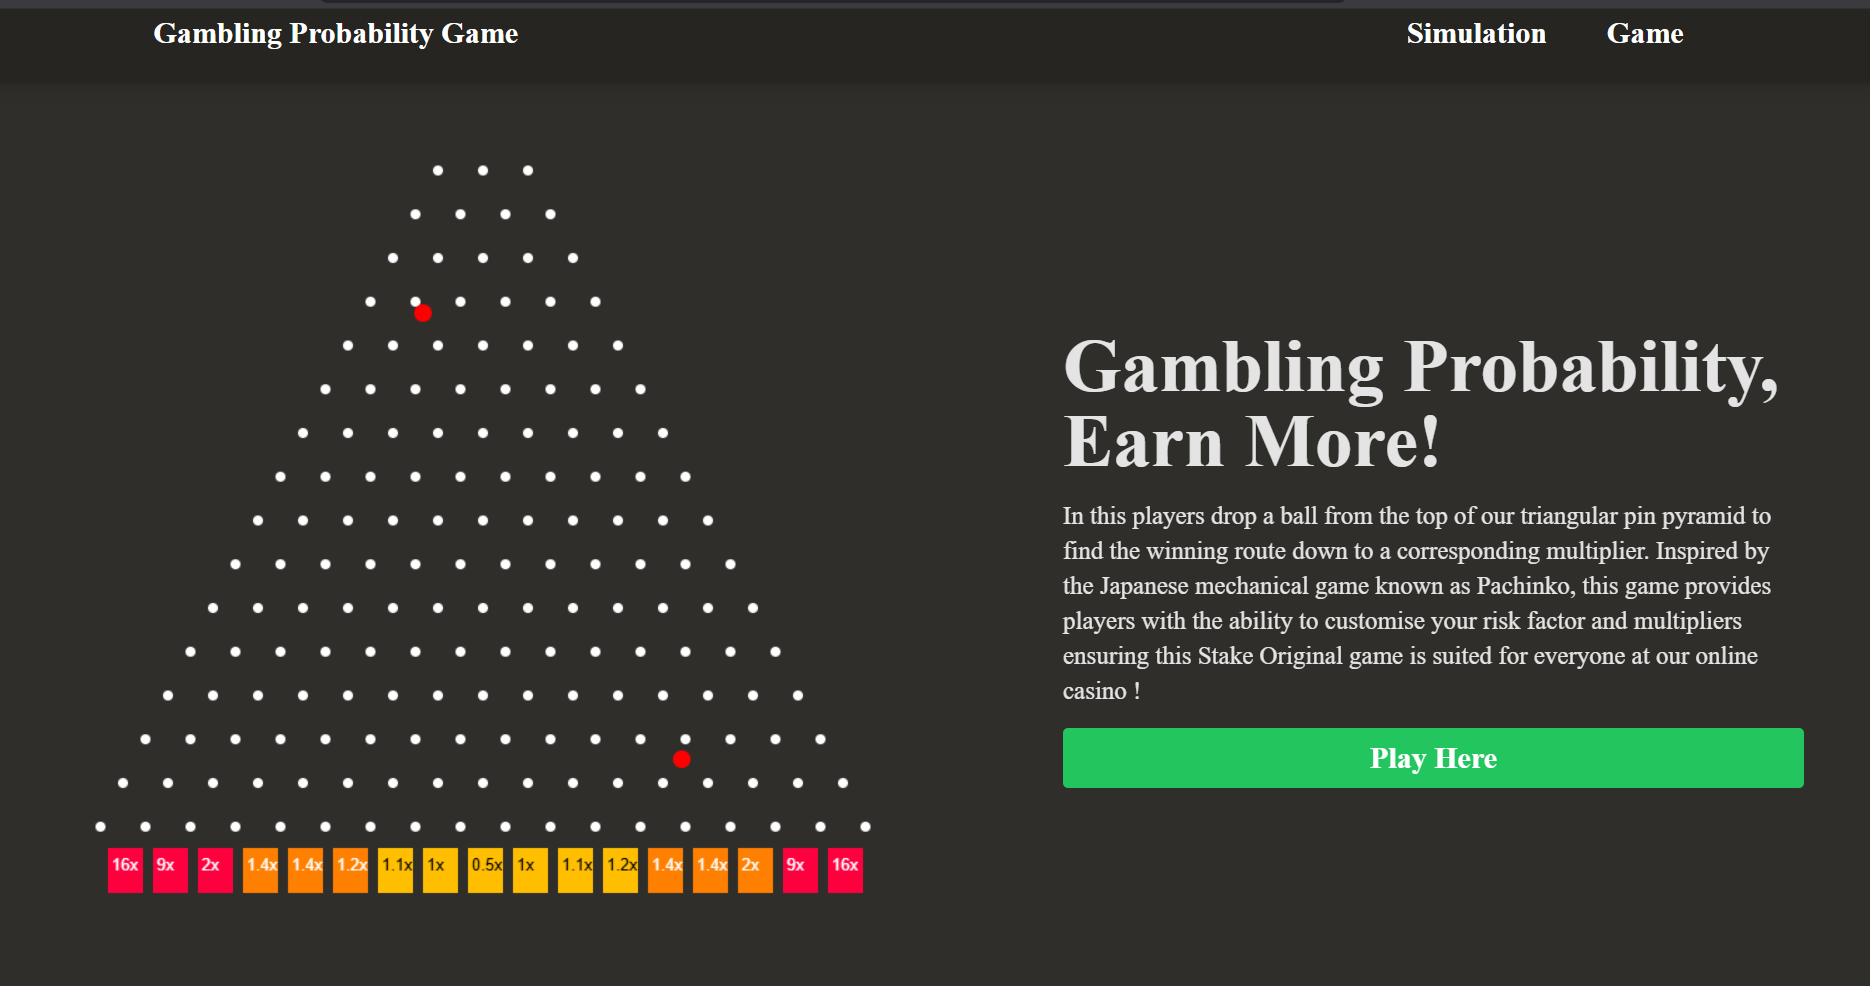 Gambling Probability Game
Simulation
Game
Gambling Probability,
Earn More!
In this players drop a ball from the top of our triangular pin pyramid to
find the winning route down to a corresponding multiplier. Inspired by
the Japanese mechanical game known as Pachinko, this game provides
players with the ability to customise your risk factor and multipliers
ensuring this Stake Original game is suited for everyone at our online
casino !
Play Here
16x 9x 2x 1.4x 1.4x 1.2x 1.1x 1x 0.5x 1x 1.1x 1.2x 1.4x 1.4x 2x 9x 16x